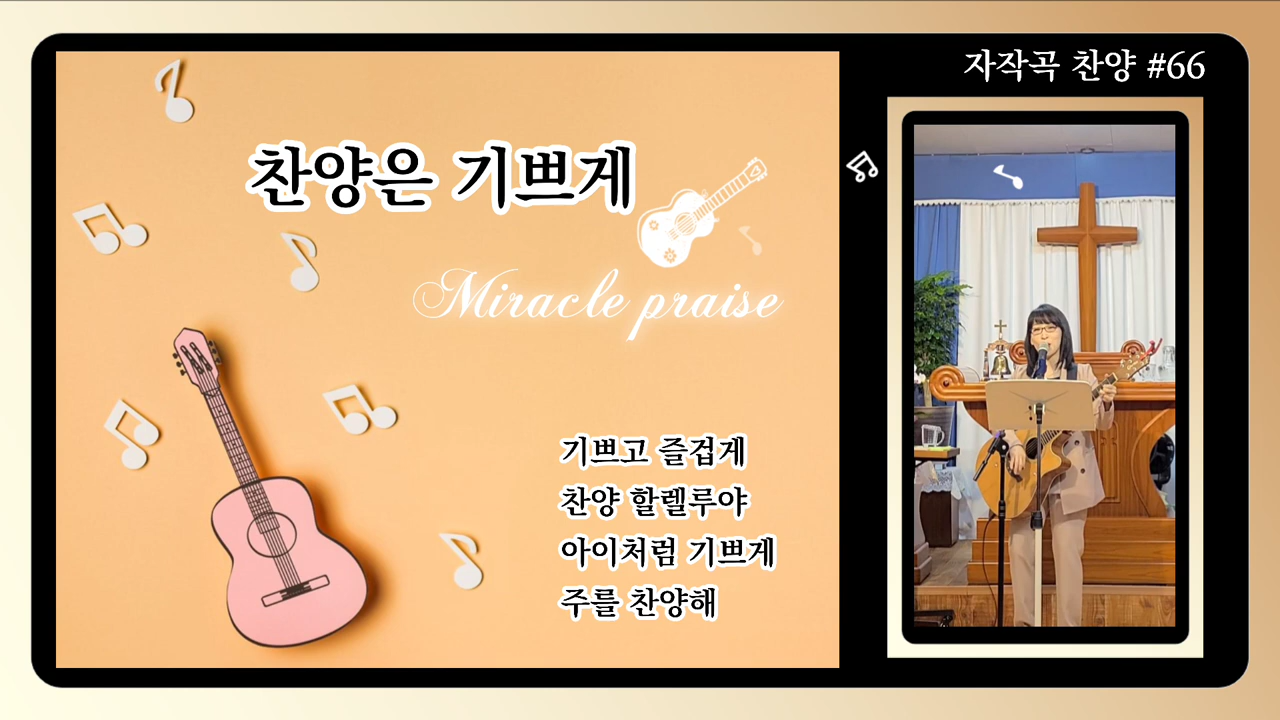 자작곡 찬양 #66
찬양은 기쁘게
Miracle praise
기쁘고 즐겁게
찬양 할렐루야
아이처럼 기쁘게
주를 찬양해